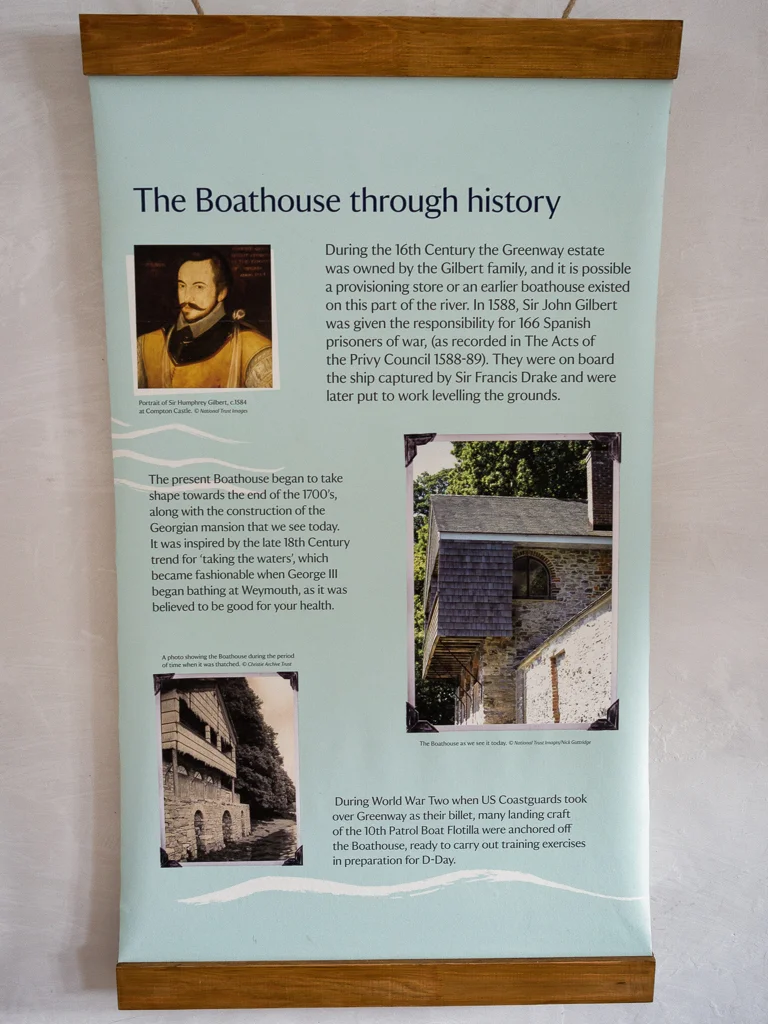 The Boathouse through history
During the 16th Century the Greenway estate
was owned by the Gilbert family, and it is possible
a provisioning store or an earlier boathouse existed
on this part of the river. In 1588, Sir John Gilbert
was given the responsibility for 166 Spanish
prisoners of war, (as recorded in The Acts of
the Privy Council 1588-89). They were on board
the ship captured by Sir Francis Drake and were
later put to work levelling the grounds.
Portrait of Sir Humphrey Gilbert, c.1584
at Compton Castle. © National Trust Images
The present Boathouse began to take
shape towards the end of the 1700's,
along with the construction of the
Georgian mansion that we see today.
It was inspired by the late 18th Century
trend for 'taking the waters', which
became fashionable when George III
began bathing at Weymouth, as it was
believed to be good for your health.
A photo showing the Boathouse during the period
of time when it was thatched. © Christie Archive Trust
The Boathouse as we see it today. © National Trust Images/Nick Guttridge
During World War Two when US Coastguards took
over Greenway as their billet, many landing craft
of the 10th Patrol Boat Flotilla were anchored off
the Boathouse, ready to carry out training exercises
in preparation for D-Day.